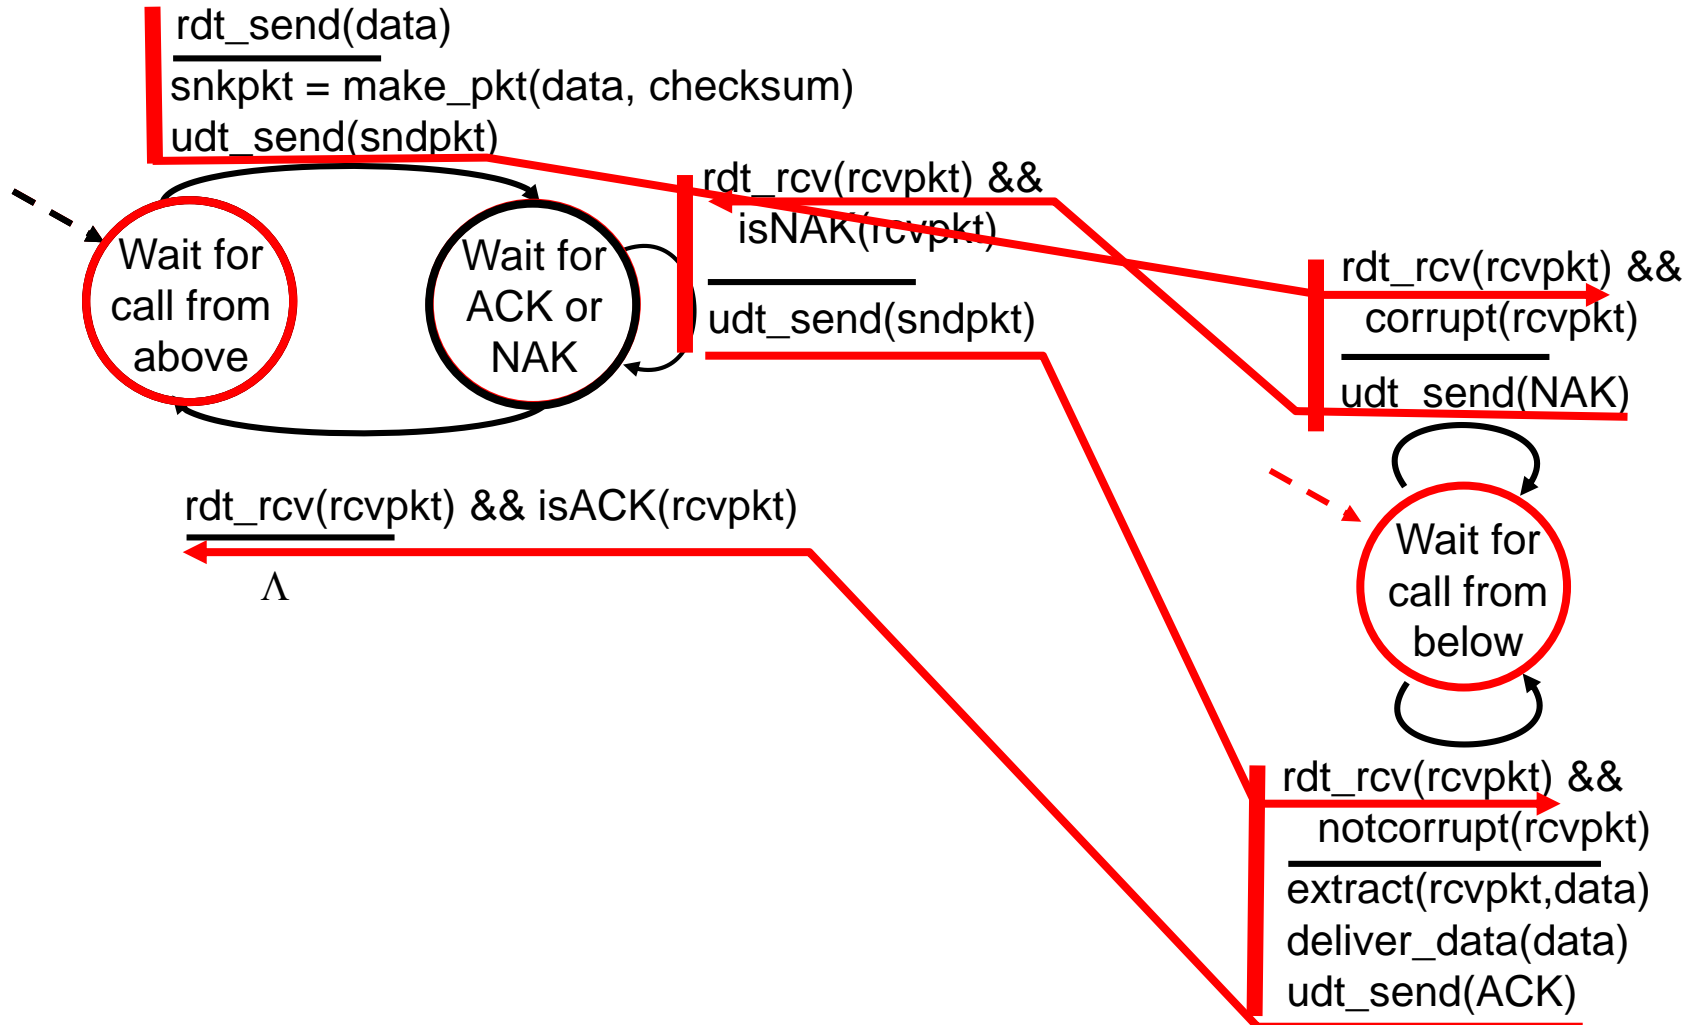 rdt_send(data)
snkpkt = make_pkt(data, checksum)
udt_send(sndpkt)
rdt_rcv(rcvpkt) &&
isNAK(rcvpkt)
udt_send(sndpkt)
Wait for
call from
above
Wait for
ACK or
NAK
rdt_rcv(rcvpkt) && isACK(rcvpkt)
Λ
rdt_rcv(rcvpkt) &&
corrupt(rcvpkt)
udt_send(NAK)
Wait for
call from
below
rdt_rcv(rcvpkt) &&
notcorrupt(rcvpkt)
extract(rcvpkt,data)
deliver_data(data)
udt_send(ACK)